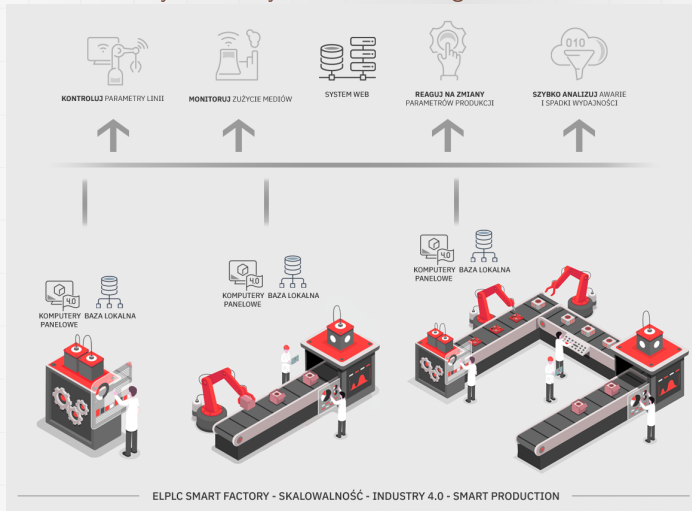 KONTROLUJ PARAMETRY LINII
MONITORUJ ZUŻYCIE MEDIÓW
SYSTEM WEB
REAGUJ NA ZMIANY
PARAMETRÓW PRODUKCJI
010
SZYBKO ANALIZUJ AWARIE
I SPADKI WYDAJNOŚCI
4.0
KOMPUTERY
PANELOWE
BAZA LOKALNA
4.0
KOMPUTERY
PANELOWE
BAZA LOKALNA
4.0
KOMPUTERY
PANELOWE
BAZA LOKALNA
ELPLC SMART FACTORY - SKALOWALNOŚĆ - INDUSTRY 4.0 - SMART PRODUCTION